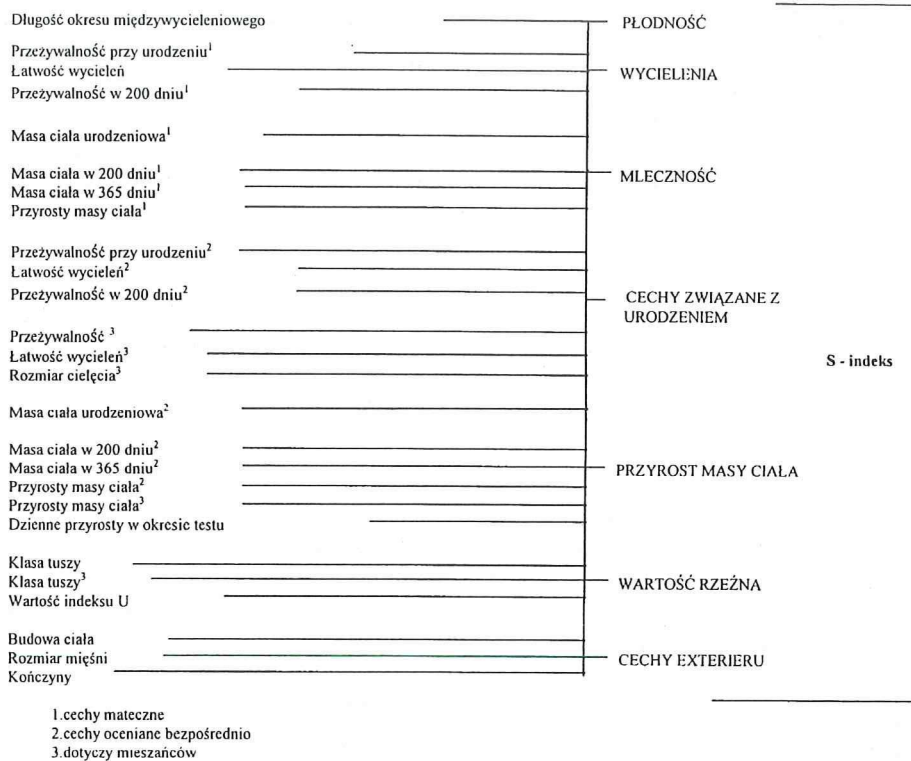 Długość okresu międzywycieleniowego
PŁODNOŚĆ
Przeżywalność przy urodzeniu¹
Łatwość wycieleń
WYCIELENIA
Przeżywalność w 200 dniu¹
Masa ciała urodzeniowa¹
Masa ciała w 200 dniu¹
MLECZNOŚĆ
Masa ciała w 365 dniu¹
Przyrosty masy ciała¹
Przeżywalność przy urodzeniu²
Łatwość wycieleń²
Przeżywalność w 200 dniu²
CECHY ZWIĄZANE Z
URODZENIEM
Przeżywalność ³
Łatwość wycieleń³
S - indeks
Rozmiar cielęcia³
Masa ciała urodzeniowa²
Masa ciała w 200 dniu²
Masa ciała w 365 dniu²
PRZYROST MASY CIAŁA
Przyrosty masy ciała²
Przyrosty masy ciała³
Dzienne przyrosty w okresie testu
Klasa tuszy
Klasa tuszy³
WARTOŚĆ RZEŹNA
Wartość indeksu U
Budowa ciała
Rozmiar mięśni
CECHY EXTERIERU
Kończyny
1.cechy mateczne
2.cechy oceniane bezpośrednio
3.dotyczy mieszańców